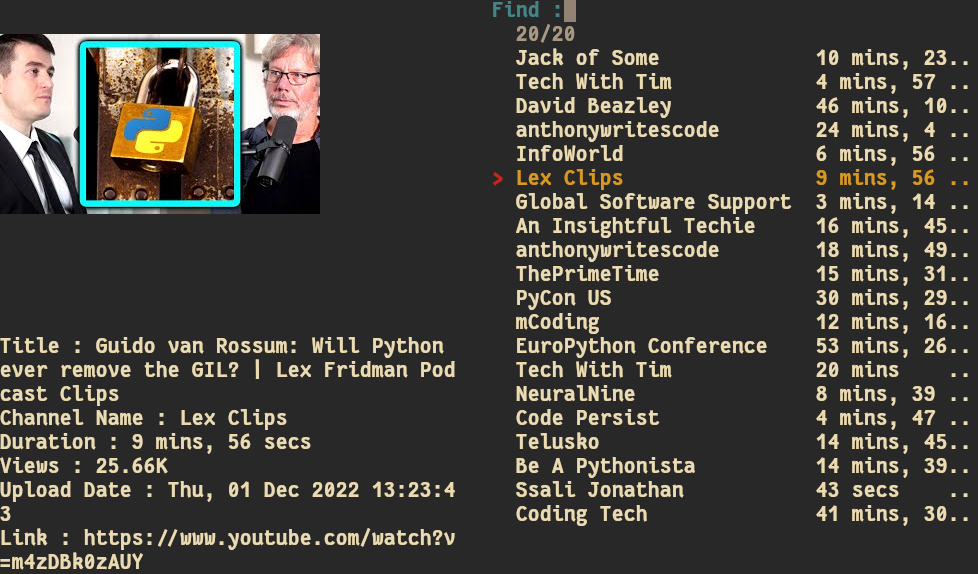 Find :
20/20
Jack of Some 10 mins, 23..
Tech With Tim 4 mins, 57 ..
David Beazley 46 mins, 10..
anthonywritescode 24 mins, 4 ..
InfoWorld 6 mins, 56 ..
> Lex Clips 9 mins, 56 ..
Global Software Support 3 mins, 14 ..
An Insightful Techie 16 mins, 45..
anthonywritescode 18 mins, 49..
ThePrimeTime 15 mins, 31..
PyCon US 30 mins, 29..
mCoding 12 mins, 16..
EuroPython Conference 53 mins, 26..
Tech With Tim 20 mins ..
NeuralNine 8 mins, 39 ..
Code Persist 4 mins, 47 ..
Telusko 14 mins, 45..
Be A Pythonista 14 mins, 39..
Ssali Jonathan 43 secs ..
Coding Tech 41 mins, 30..
Title : Guido van Rossum: Will Python
ever remove the GIL? | Lex Fridman Pod
cast Clips
Channel Name : Lex Clips
Duration : 9 mins, 56 secs
Views : 25.66K
Upload Date : Thu, 01 Dec 2022 13:23:4
3
Link : https://www.youtube.com/watch?v
=m4zDBk0zAUY